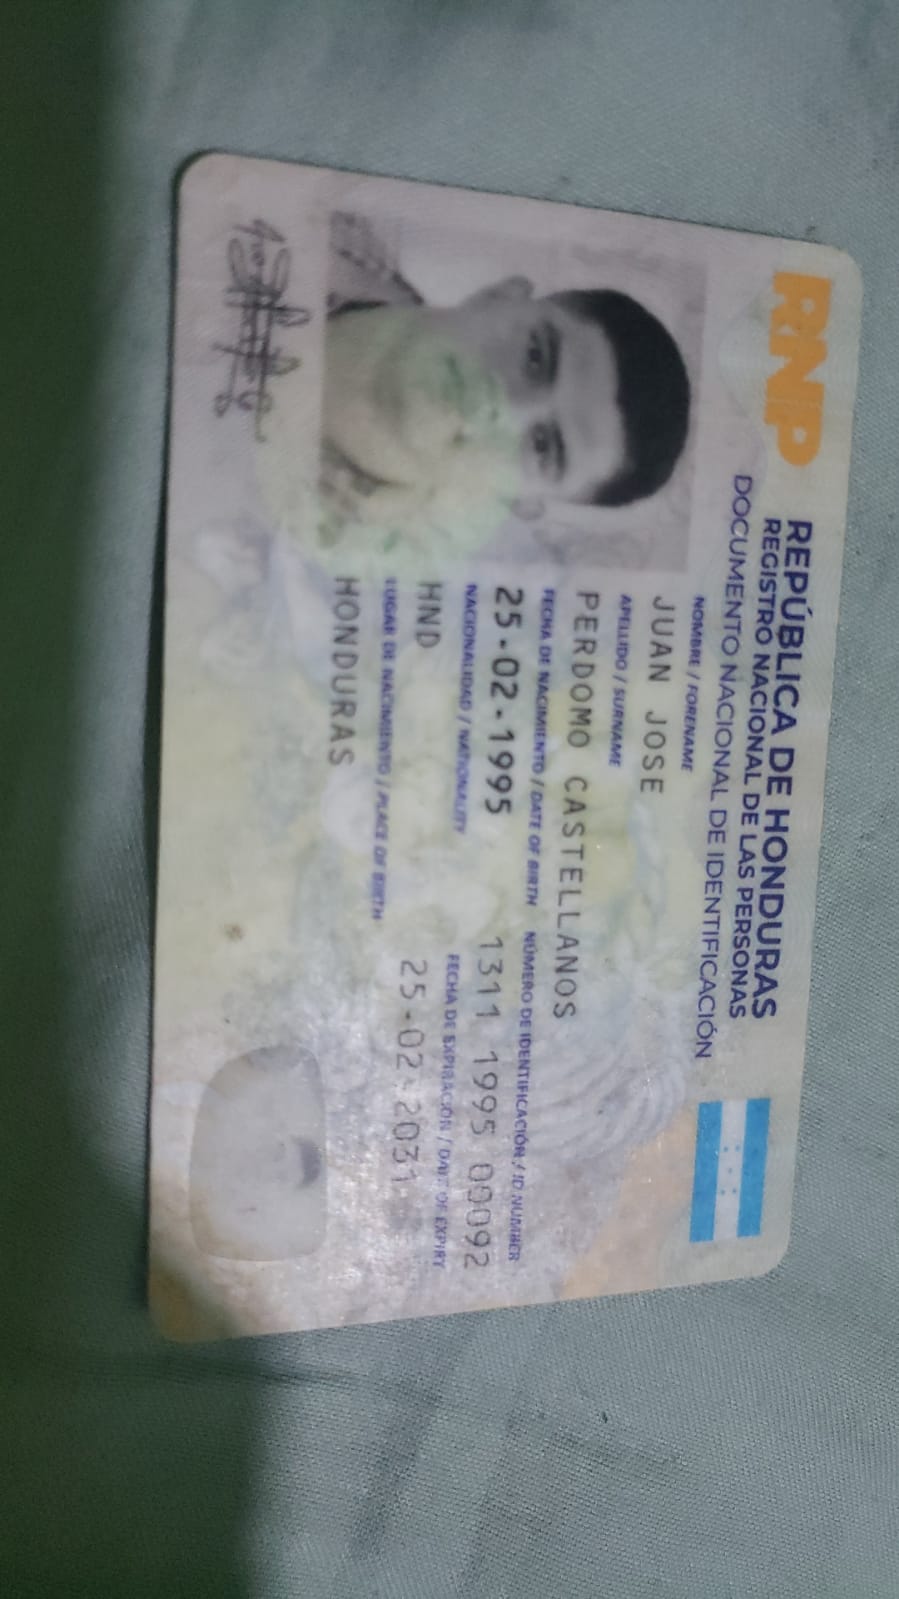 RNP
REPÚBLICA DE HONDURAS
REGISTRO NACIONAL DE LAS PERSONAS
DOCUMENTO NACIONAL DE IDENTIFICACIÓN
NOMBRE / FORENAME
JUAN JOSE
APELLIDO / SURNAME
PERDOMO CASTELLANOS
FECHA DE NACIMIENTO / DATE OF BIRTH NÚMERO DE IDENTIFICACIÓN / ID NUMBER
25-02-1995 1311 1995 00092
NACIONALIDAD / NATIONALITY FECHA DE EXPIRACIÓN / DATE OF EXPIRY
HND 25-02-2031
LUGAR DE NACIMIENTO / PLACE OF BIRTH
HONDURAS